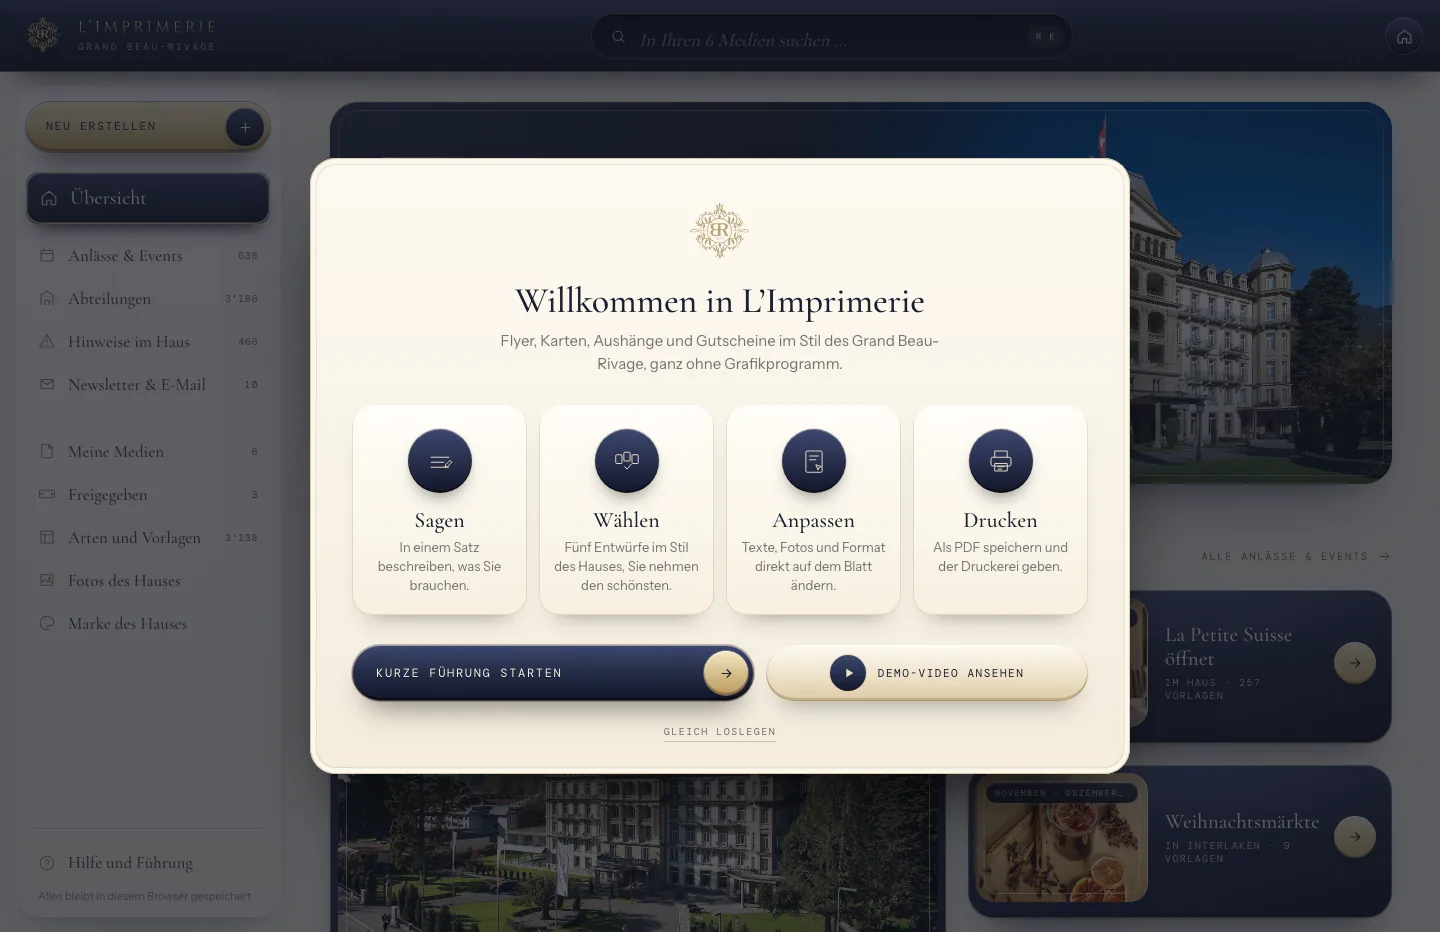 L'IMPRIMERIE
GRAND BEAU-RIVAGE
In Ihren 6 Medien suchen …
⌘ K
NEU ERSTELLEN
Übersicht
Anlässe & Events 638
Abteilungen 3'186
Hinweise im Haus 466
Newsletter & E-Mail 10
Meine Medien 6
Freigegeben 3
Arten und Vorlagen 3'138
Fotos des Hauses
Marke des Hauses
Hilfe und Führung
Alles bleibt in diesem Browser gespeichert
BR
Willkommen in L’Imprimerie
Flyer, Karten, Aushänge und Gutscheine im Stil des Grand Beau-
Rivage, ganz ohne Grafikprogramm.
Sagen
In einem Satz
beschreiben, was Sie
brauchen.
Wählen
Fünf Entwürfe im Stil
des Hauses, Sie nehmen
den schönsten.
Anpassen
Texte, Fotos und Format
direkt auf dem Blatt
ändern.
Drucken
Als PDF speichern und
der Druckerei geben.
KURZE FÜHRUNG STARTEN
DEMO-VIDEO ANSEHEN
GLEICH LOSLEGEN
ALLE ANLÄSSE & EVENTS
La Petite Suisse
öffnet
IM HAUS · 257
VORLAGEN
NOVEMBER – DEZEMBER…
Weihnachtsmärkte
IN INTERLAKEN · 9
VORLAGEN